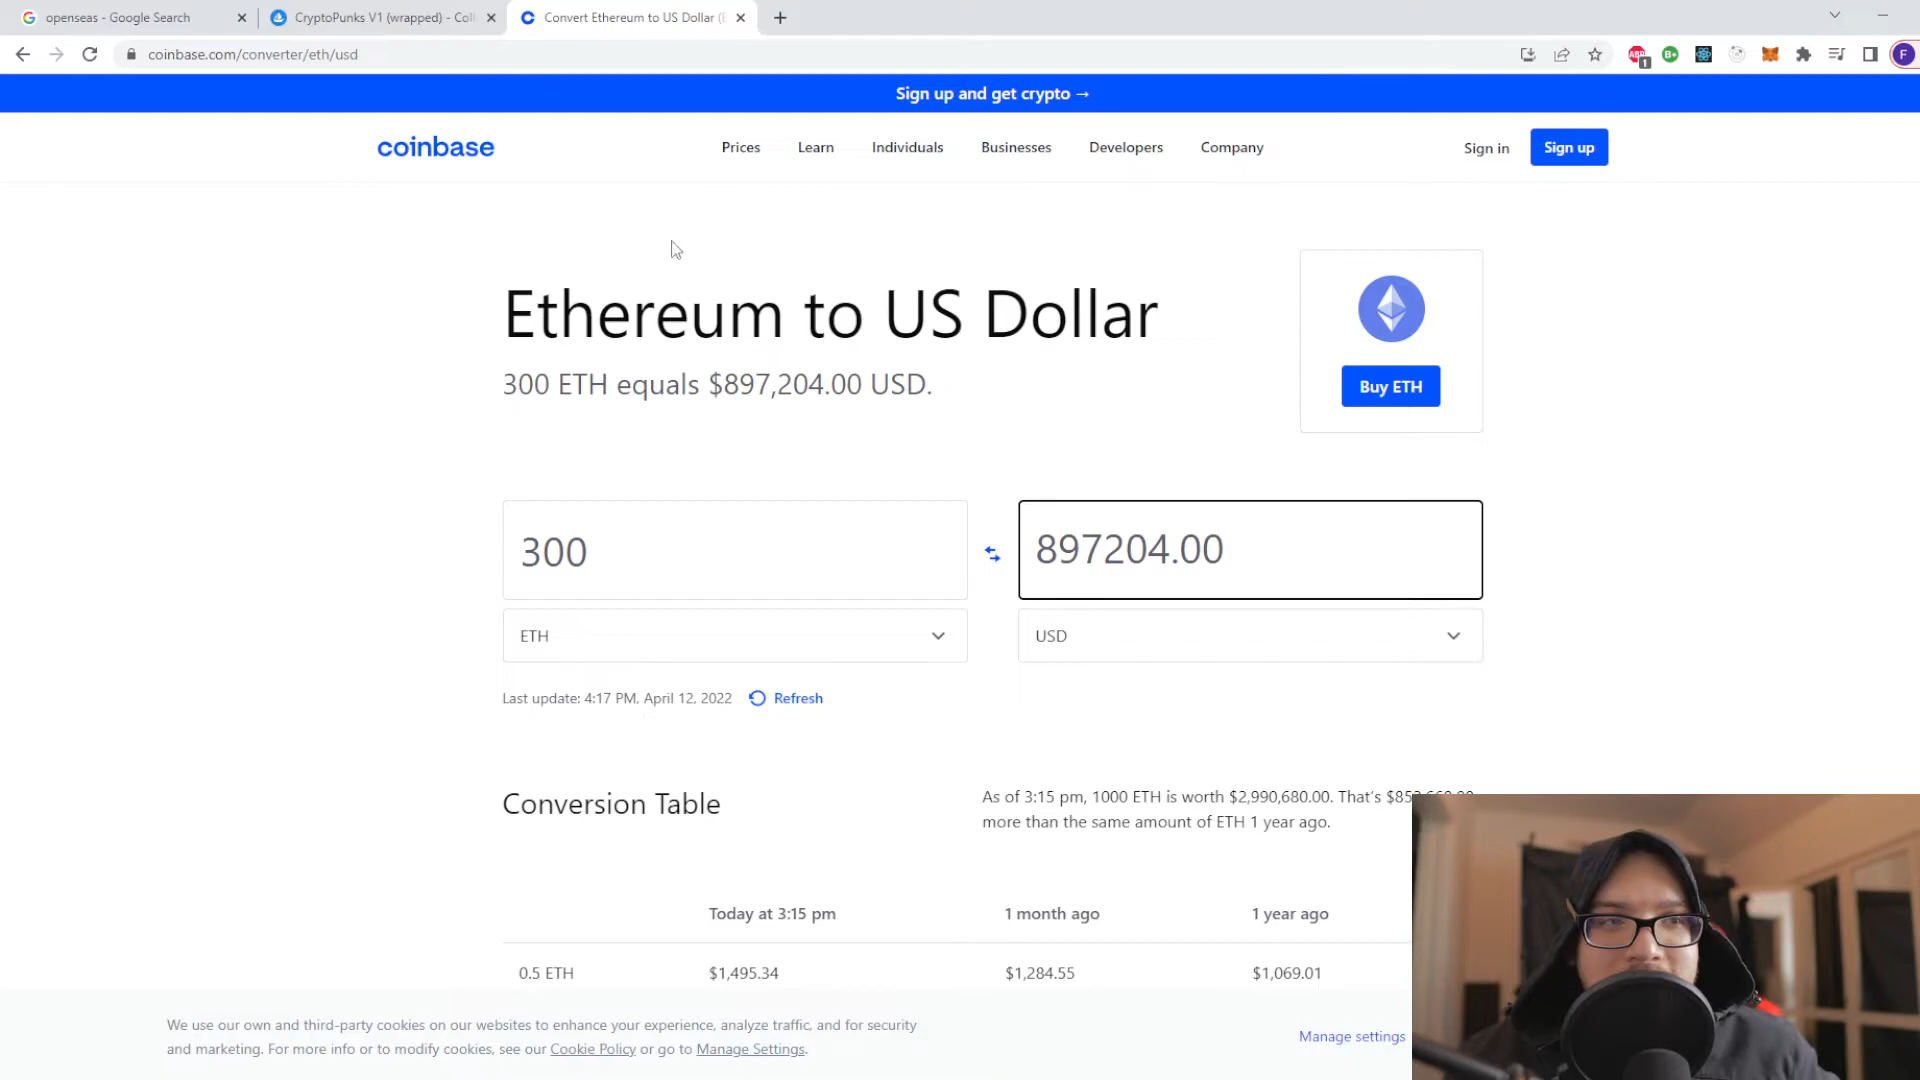 openseas - Google Search
CryptoPunks V1 (wrapped) - Coll
Convert Ethereum to US Dollar (E
coinbase.com/converter/eth/usd
ABP
1
B+
F
Sign up and get crypto →
coinbase
Prices
Learn
Individuals
Businesses
Developers
Company
Sign in
Sign up
Ethereum to US Dollar
300 ETH equals $897,204.00 USD.
Buy ETH
300
897204.00
ETH
USD
Last update: 4:17 PM, April 12, 2022
Refresh
Conversion Table
As of 3:15 pm, 1000 ETH is worth $2,990,680.00. That's
more than the same amount of ETH 1 year ago.
Today at 3:15 pm
1 month ago
1 year ago
0.5 ETH
$1,495.34
$1,284.55
$1,069.01
We use our own and third-party cookies on our websites to enhance your experience, analyze traffic, and for security
and marketing. For more info or to modify cookies, see our Cookie Policy or go to Manage Settings.
Manage settings